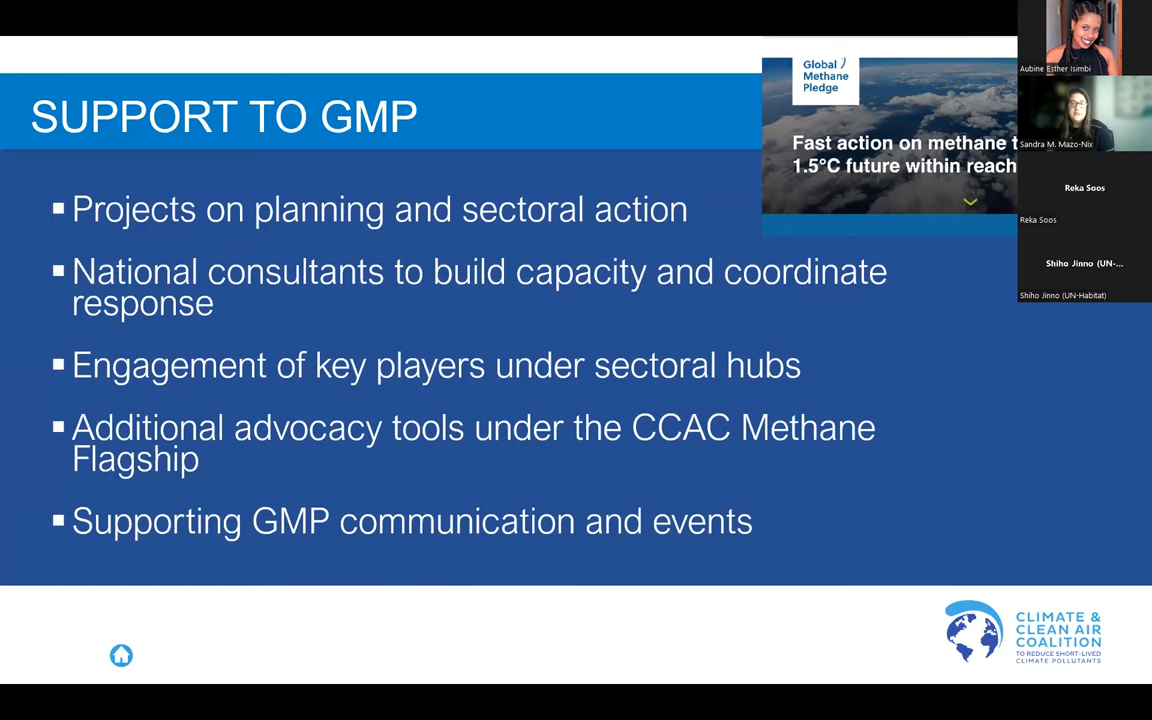 SUPPORT TO GMP
Global
Methane
Pledge
Fast action on methane t
1.5°C future within reach
▪ Projects on planning and sectoral action
▪ National consultants to build capacity and coordinate
response
▪ Engagement of key players under sectoral hubs
▪ Additional advocacy tools under the CCAC Methane
Flagship
▪ Supporting GMP communication and events
Aubine Esther Isimbi
Sandra M. Mazo-Nix
Reka Soos
Reka Soos
Shiho Jinno (UN-...
Shiho Jinno (UN-Habitat)
CLIMATE &
CLEAN AIR
COALITION
TO REDUCE SHORT-LIVED
CLIMATE POLLUTANTS